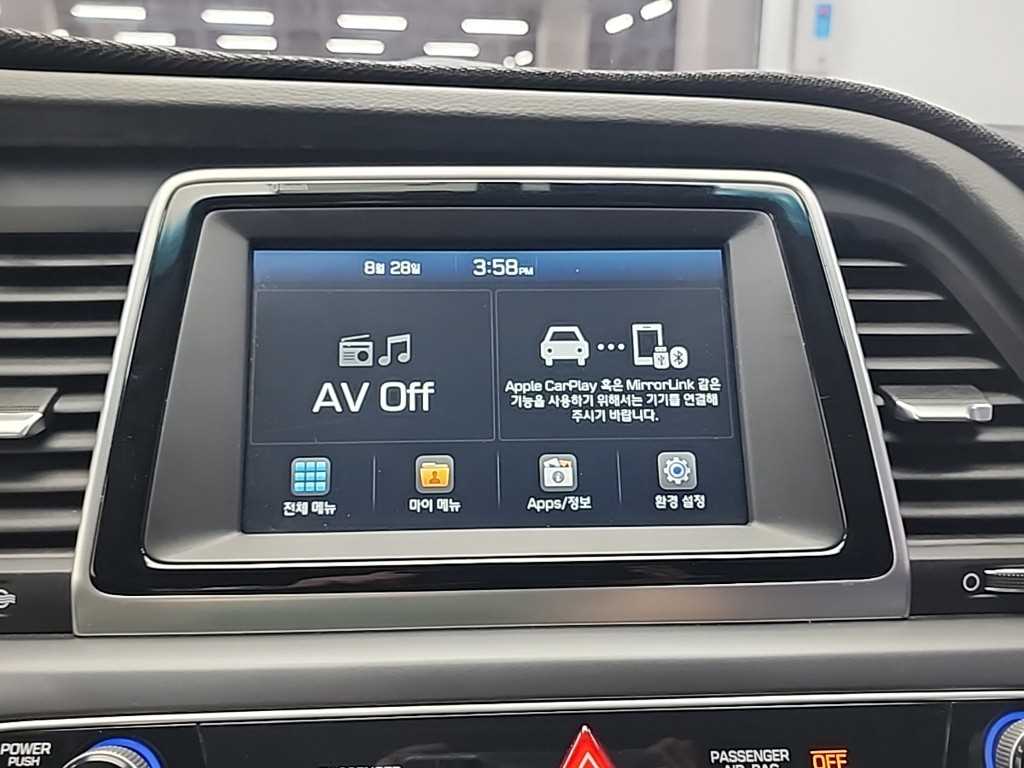 8월 28일 3:58PM
AV Off
Apple CarPlay 혹은 MirrorLink 같은
기능을 사용하기 위해서는 기기를 연결해
주시기 바랍니다.
전체 메뉴 마이 메뉴 Apps/정보 환경 설정
POWER
PUSH
PASSENGER
PASSENGER
AIR BAG
OFF